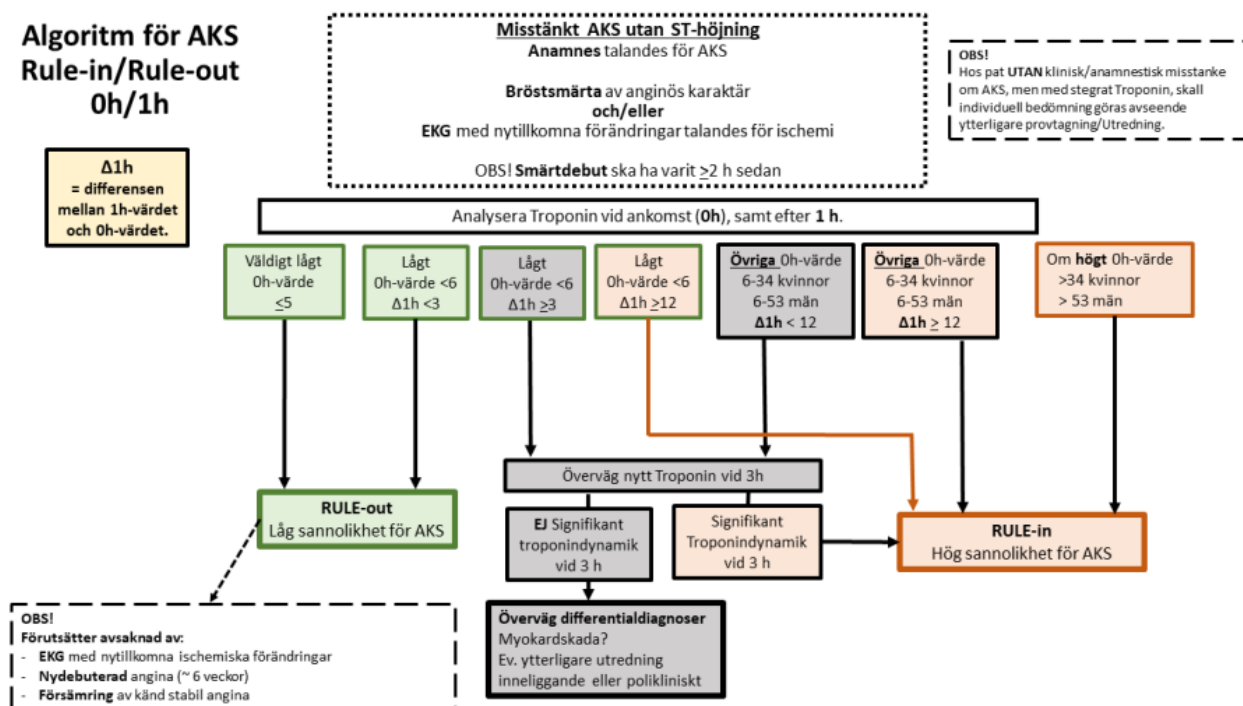 Algoritm för AKS
Rule-in/Rule-out
0h/1h
Δ1h
= differensen
mellan 1h-värdet
och 0h-värdet.
Misstänkt AKS utan ST-höjning
Anamnes talandes för AKS
Bröstsmärta av anginös karaktär
och/eller
EKG med nytillkomna förändringar talandes för ischemi
OBS! Smärtdebut ska ha varit ≥2 h sedan
OBS!
Hos pat UTAN klinisk/anamnestisk misstanke
om AKS, men med stegrat Troponin, skall
individuell bedömning göras avseende
ytterligare provtagning/Utredning.
Analysera Troponin vid ankomst (0h), samt efter 1 h.
Väldigt lågt
0h-värde
≤5
Lågt
0h-värde <6
Δ1h <3
Lågt
0h-värde <6
Δ1h ≥3
Lågt
0h-värde <6
Δ1h ≥12
Övriga 0h-värde
6-34 kvinnor
6-53 män
Δ1h < 12
Övriga 0h-värde
6-34 kvinnor
6-53 män
Δ1h ≥ 12
Om högt 0h-värde
>34 kvinnor
> 53 män
Överväg nytt Troponin vid 3h
RULE-out
Låg sannolikhet för AKS
EJ Signifikant
troponindynamik
vid 3 h
Signifikant
Troponindynamik
vid 3 h
RULE-in
Hög sannolikhet för AKS
OBS!
Förutsätter avsaknad av:
- EKG med nytillkomna ischemiska förändringar
- Nydebuterad angina (~ 6 veckor)
- Försämring av känd stabil angina
Överväg differentialdiagnoser
Myokardskada?
Ev. ytterligare utredning
inneliggande eller polikliniskt